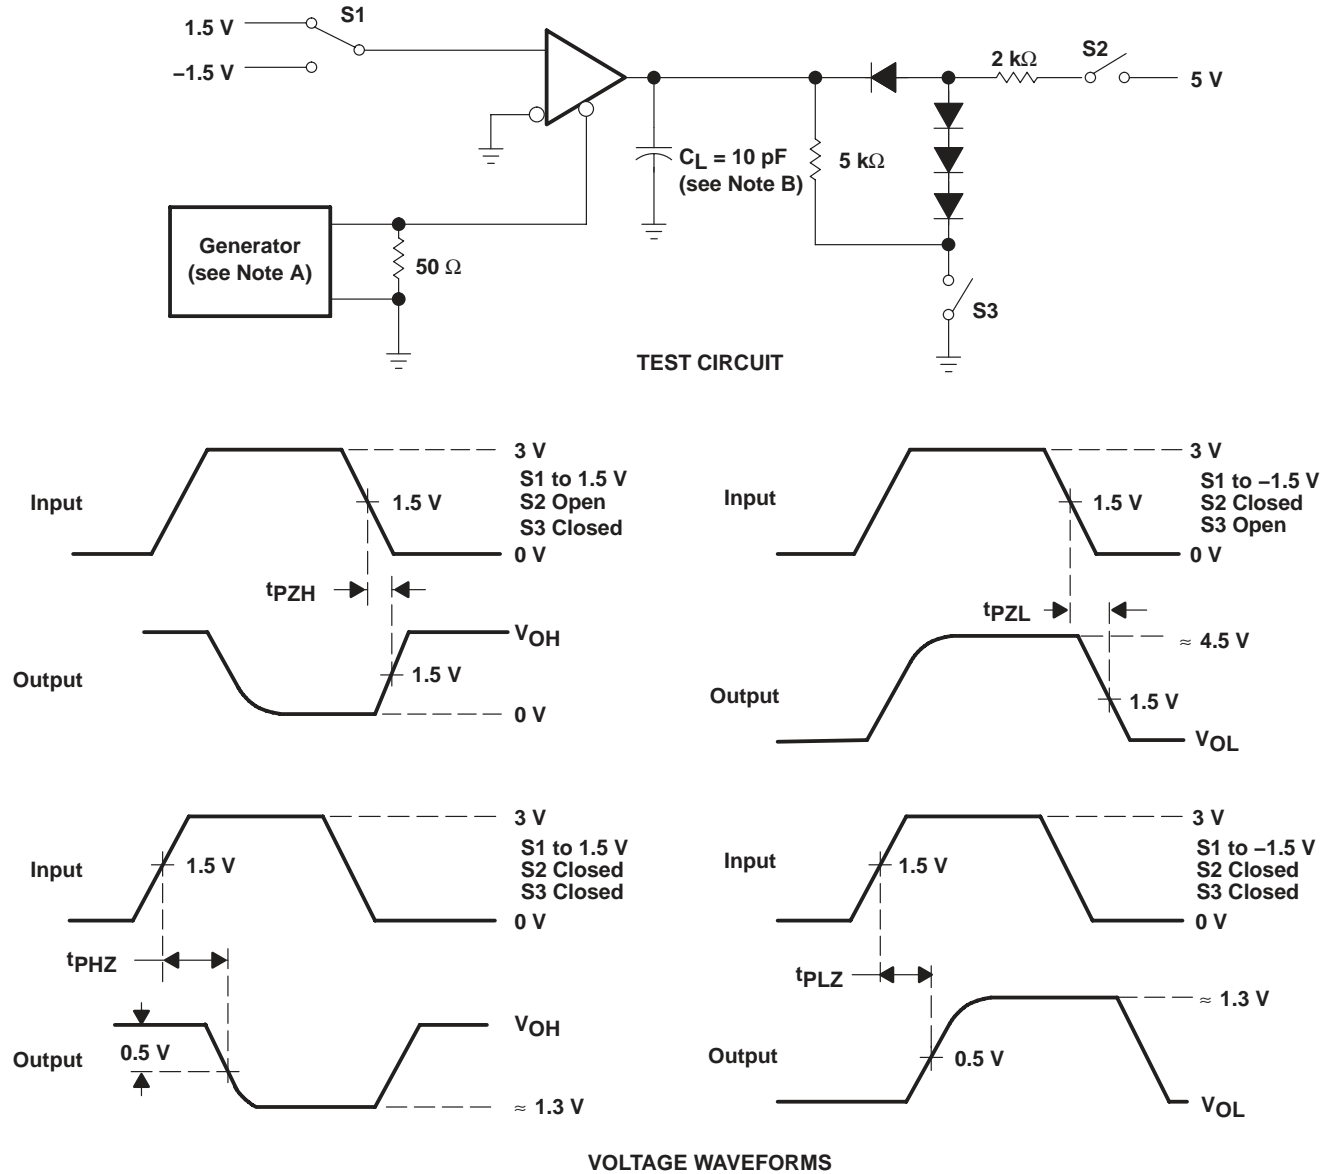 1.5 V
S1
–1.5 V
2 kΩ
S2
5 V
CL = 10 pF
(see Note B)
5 kΩ
Generator
(see Note A)
50 Ω
S3
TEST CIRCUIT
Input
3 V
S1 to 1.5 V
S2 Open
S3 Closed
1.5 V
0 V
tPZH
Output
VOH
1.5 V
0 V
Input
3 V
S1 to –1.5 V
S2 Closed
S3 Open
1.5 V
0 V
tPZL
Output
≈ 4.5 V
1.5 V
VOL
Input
3 V
S1 to 1.5 V
S2 Closed
S3 Closed
1.5 V
0 V
tPHZ
Output
0.5 V
VOH
≈ 1.3 V
Input
3 V
S1 to –1.5 V
S2 Closed
S3 Closed
1.5 V
0 V
tPLZ
Output
≈ 1.3 V
0.5 V
VOL
VOLTAGE WAVEFORMS